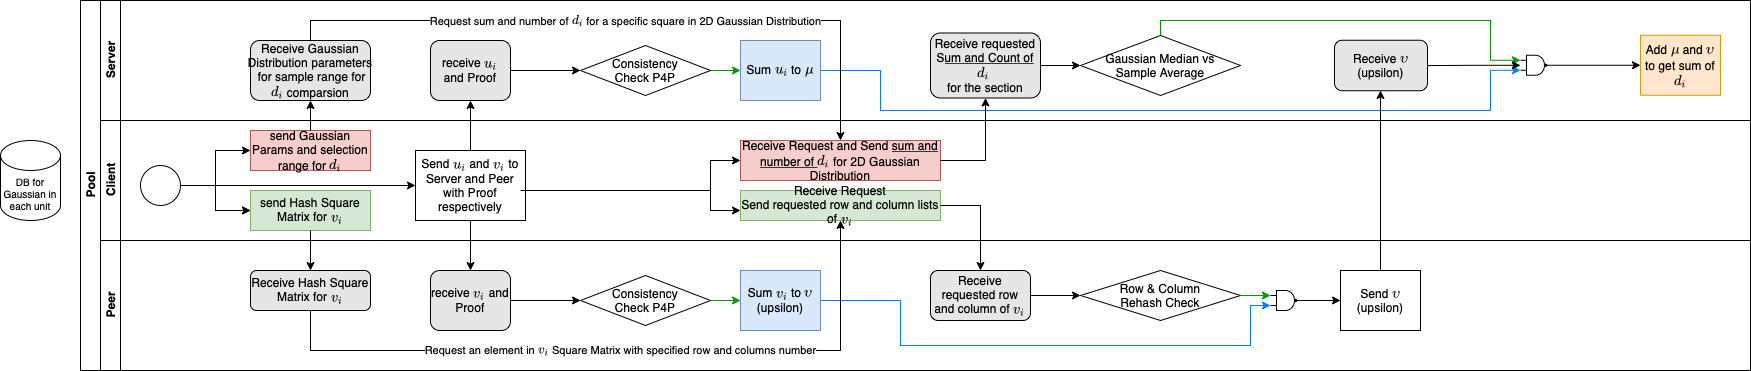 Request sum and number of d_i for a specific square in 2D Gaussian Distribution
Server
Receive Gaussian
Distribution parameters
for sample range for
d_i comparsion
receive u_i
and Proof
Consistency
Check P4P
Sum u_i to μ
Receive requested
Sum and Count of
d_i
for the section
Gaussian Median vs
Sample Average
Receive υ
(upsilon)
Add μ and υ
to get sum of
d_i
DB for
Gaussian in
each unit
Pool
Client
send Gaussian
Params and selection
range for d_i
send Hash Square
Matrix for v_i
Send u_i and v_i to
Server and Peer
with Proof
respectively
Receive Request and Send sum and
number of d_i for 2D Gaussian
Distribution
Receive Request
Send requested row and column lists
of v_i
Peer
Receive Hash Square
Matrix for v_i
receive v_i and
Proof
Consistency
Check P4P
Sum v_i to υ
(upsilon)
Receive
requested row
and column of v_i
Row & Column
Rehash Check
Send υ
(upsilon)
Request an element in v_i Square Matrix with specified row and columns number